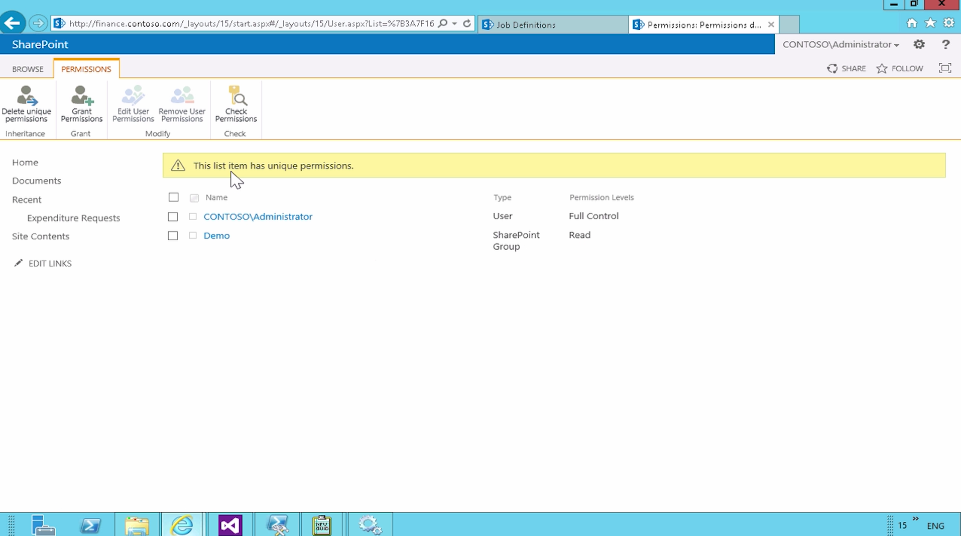 http://finance.contoso.com/_layouts/15/start.aspx#/_layouts/15/User.aspx?List=%7B3A7F16
Job Definitions
Permissions: Permissions d...
SharePoint
CONTOSO\Administrator
?
BROWSE
PERMISSIONS
SHARE
FOLLOW
Delete unique permissions
Grant Permissions
Edit User Permissions
Remove User Permissions
Check Permissions
Inheritance
Grant
Modify
Check
Home
Documents
Recent
Expenditure Requests
Site Contents
EDIT LINKS
This list item has unique permissions.
Name
Type
Permission Levels
CONTOSO\Administrator
User
Full Control
Demo
SharePoint Group
Read
15
ENG